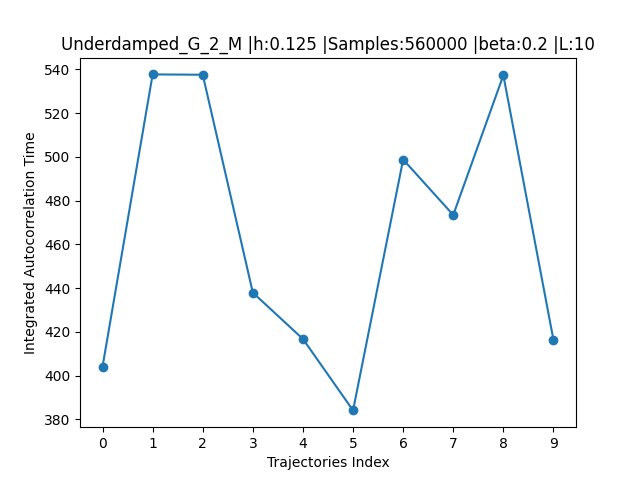 Underdamped_G_2_M |h:0.125 |Samples:560000 |beta:0.2 |L:10
540
520
500
480
460
440
420
400
380
Integrated Autocorrelation Time
0 1 2 3 4 5 6 7 8 9
Trajectories Index